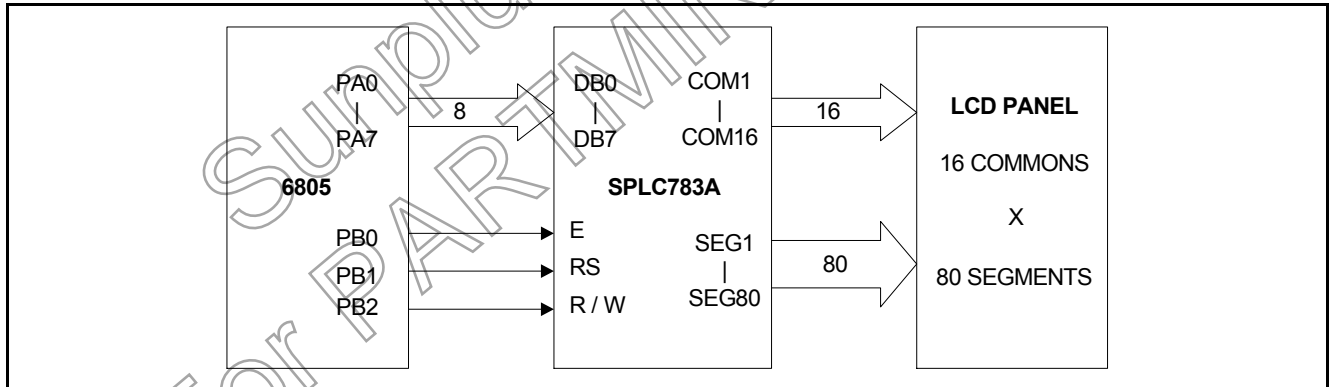 PA0
|
PA7
6805
PB0
PB1
PB2
8
DB0
|
DB7
SPLC783A
E
RS
R / W
COM1
|
COM16
SEG1
|
SEG80
16
80
LCD PANEL
16 COMMONS
X
80 SEGMENTS
for